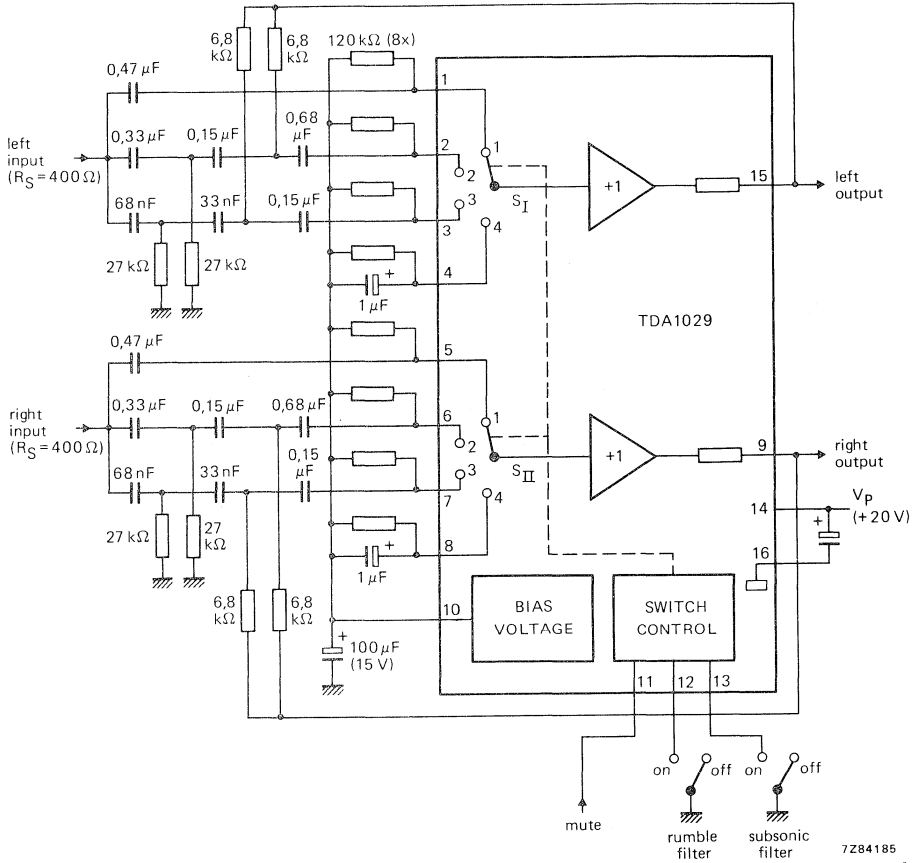 6,8
kΩ
6,8
kΩ
120 kΩ (8x)
0,47 μF
1
0,33 μF
0,15 μF
0,68
μF
2
1
left
input
(RS = 400 Ω)
2
SI
+1
15
left
output
68 nF
33 nF
0,15 μF
3
3
4
27 kΩ
27 kΩ
+
4
1 μF
TDA1029
0,47 μF
5
right
input
(RS = 400 Ω)
0,33 μF
0,15 μF
0,68 μF
6
1
2
SII
+1
9
right
output
68 nF
33 nF
0,15
μF
3
7
4
14
VP
(+20 V)
+
27 kΩ
27
kΩ
+
8
1 μF
16
6,8
kΩ
6,8
kΩ
10
BIAS
VOLTAGE
SWITCH
CONTROL
+
100 μF
(15 V)
11
12
13
on
off
on
off
mute
rumble
filter
subsonic
filter
7Z84185